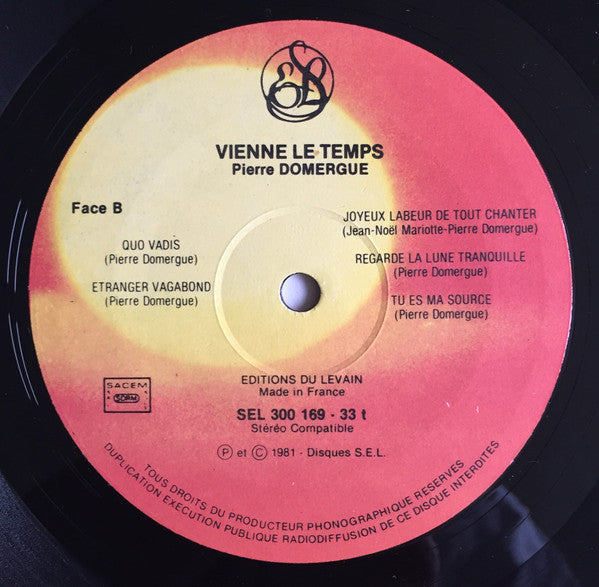 VIENNE LE TEMPS
Pierre DOMERGUE
Face B
QUO VADIS
(Pierre Domergue)
ETRANGER VAGABOND
(Pierre Domergue)
JOYEUX LABEUR DE TOUT CHANTER
(Jean-Noël Mariotte-Pierre Domergue)
REGARDE LA LUNE TRANQUILLE
(Pierre Domergue)
TU ES MA SOURCE
(Pierre Domergue)
SACEM
SDRM
EDITIONS DU LEVAIN
Made in France
SEL 300 169 - 33 t
Stéréo Compatible
Ⓟ et © 1981 - Disques S.E.L.
TOUS DROITS DU PRODUCTEUR PHONOGRAPHIQUE RESERVES
DUPLICATION EXECUTION PUBLIQUE RADIODIFFUSION DE CE DISQUE INTERDITES